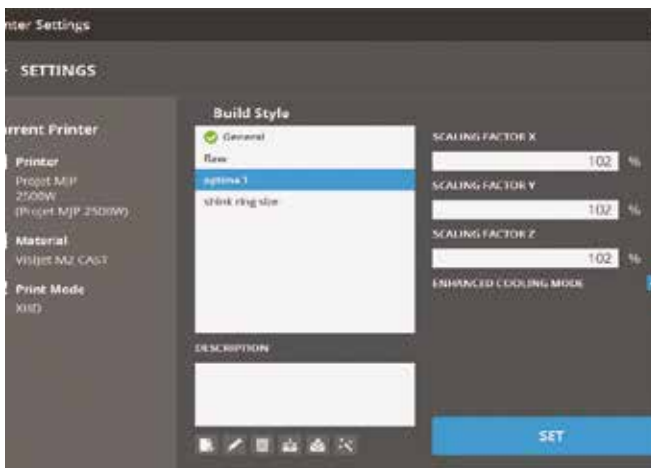 nter Settings
SETTINGS
rrent Printer
Printer
Projet MJP
2500W
(Projet MJP 2500W)
Material
Visijet M2 CAST
Print Mode
XHD
Build Style
General
Raw
optima 1
shink ring size
DESCRIPTION
SCALING FACTOR X
102 %
SCALING FACTOR Y
102 %
SCALING FACTOR Z
102 %
ENHANCED COOLING MODE
SET